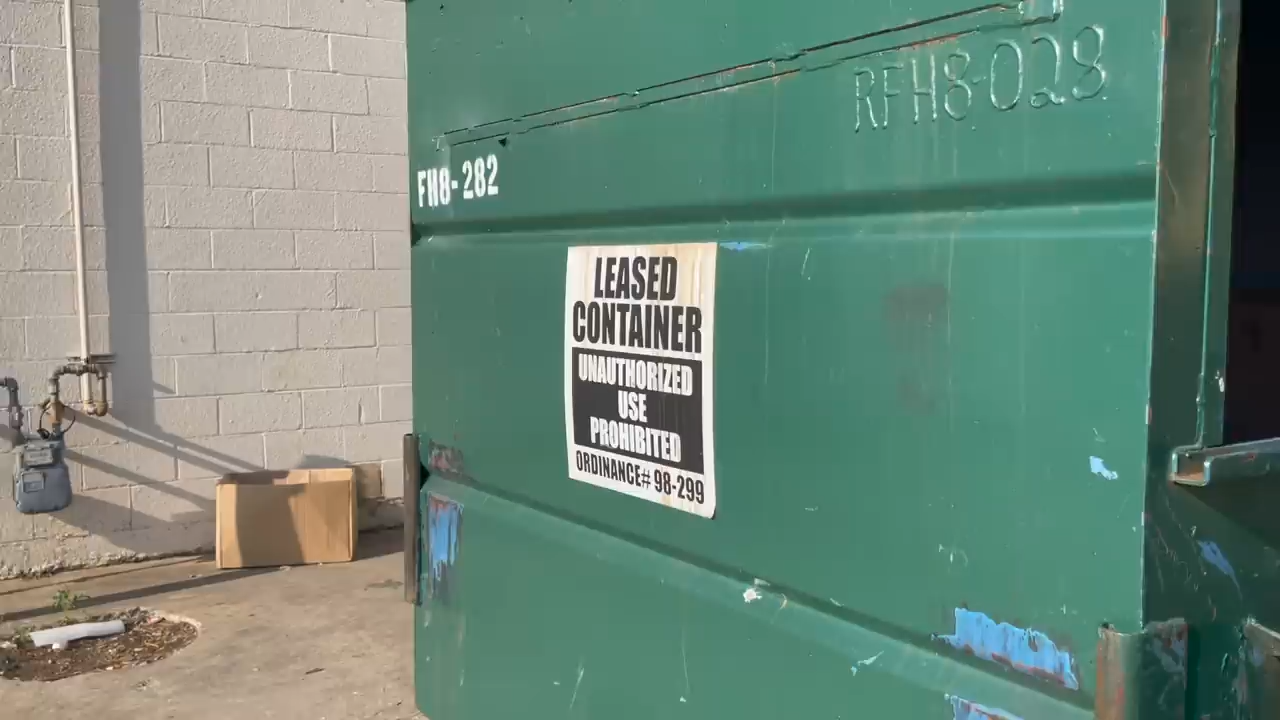 RFH8-028
FH8-282
LEASED
CONTAINER
UNAUTHORIZED
USE
PROHIBITED
ORDINANCE# 98-299